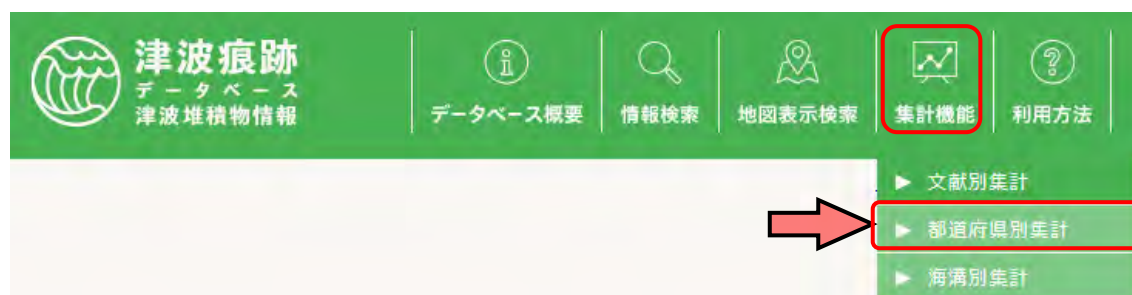 津波痕跡
データベース
津波堆積物情報
データベース概要
情報検索
地図表示検索
集計機能
利用方法
▶ 文献別集計
▶ 都道府県別集計
▶ 海溝別集計